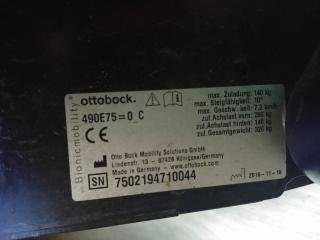 Bionicmobility®
ottobock.
490E75=0_C
CE
max. Zuladung: 140 kg
max. Steigfähigkeit: 10°
max. Geschw.keit: 7,2 km/h
zul.Achslast vorn: 260 kg
zul.Achslast hinten: 140 kg
zul.Gesamtgewicht: 320 kg
Otto Bock Mobility Solutions GmbH
Lindenstr. 13 - 07426 Königsee/Germany
Made in Germany - www.ottobock.com
SN 7502194710044
2016-11-16